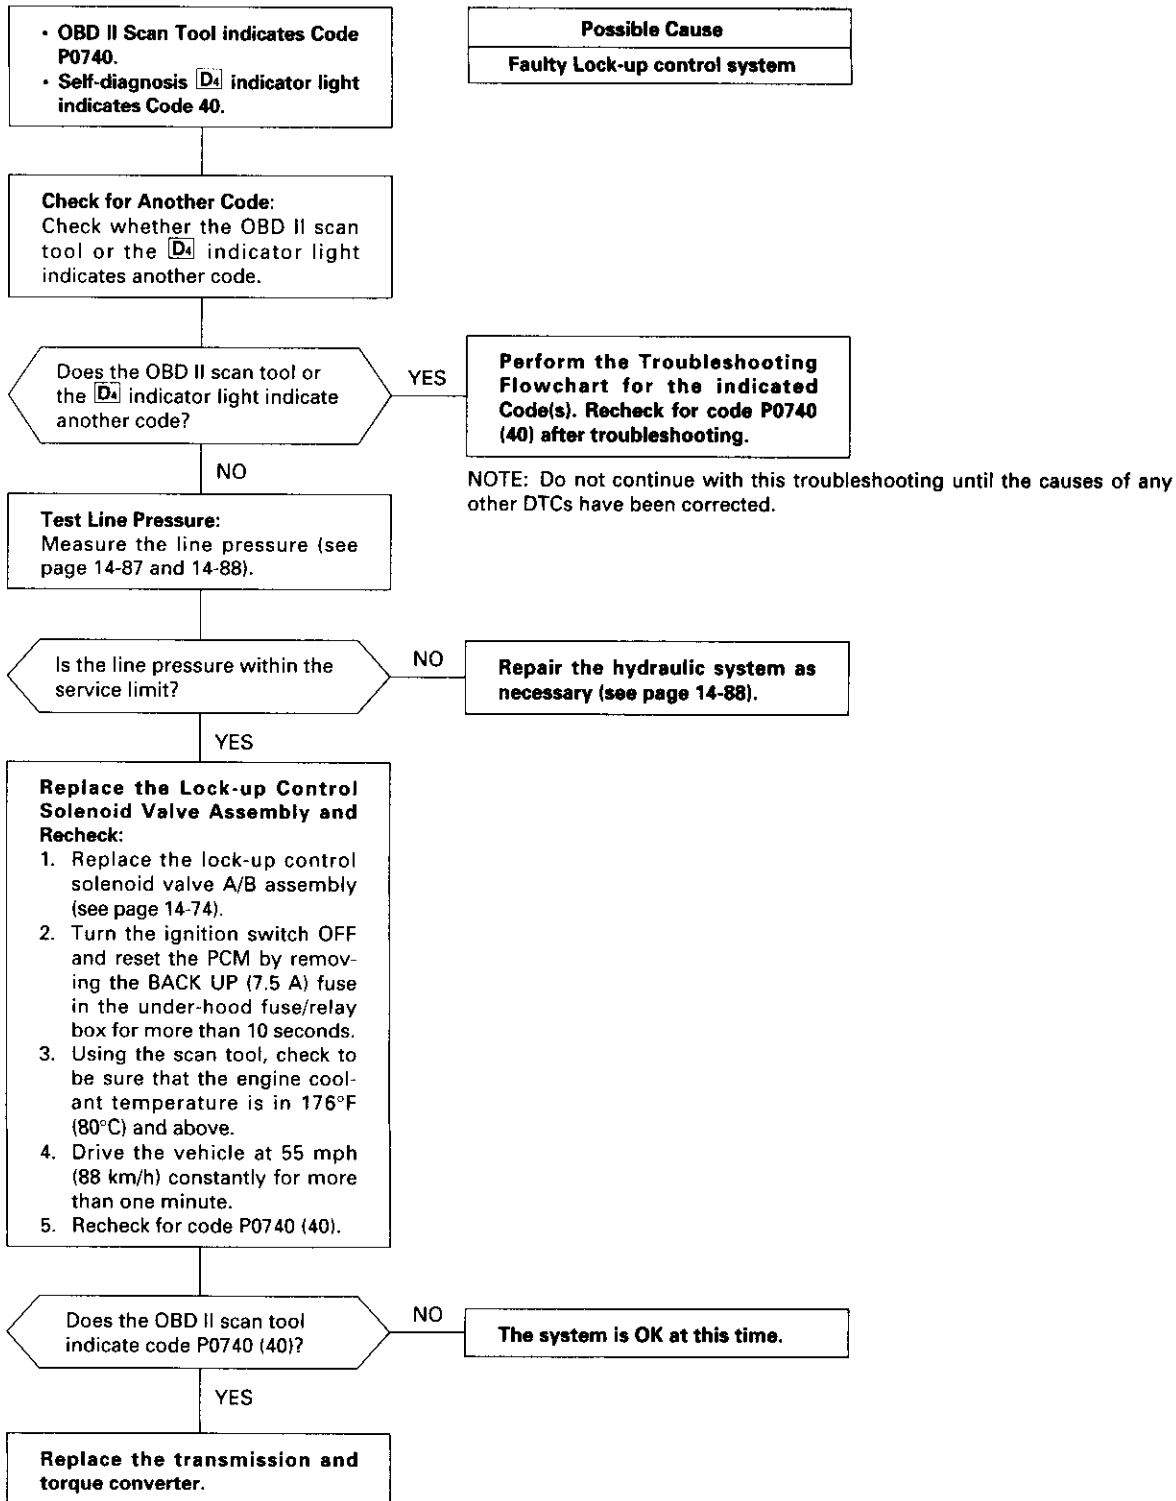 • OBD II Scan Tool indicates Code
P0740.
• Self-diagnosis D4 indicator light
indicates Code 40.
Possible Cause
Faulty Lock-up control system
Check for Another Code:
Check whether the OBD II scan
tool or the D4 indicator light
indicates another code.
Does the OBD II scan tool or
the D4 indicator light indicate
another code?
YES
Perform the Troubleshooting
Flowchart for the indicated
Code(s). Recheck for code P0740
(40) after troubleshooting.
NO
NOTE: Do not continue with this troubleshooting until the causes of any
other DTCs have been corrected.
Test Line Pressure:
Measure the line pressure (see
page 14-87 and 14-88).
Is the line pressure within the
service limit?
NO
Repair the hydraulic system as
necessary (see page 14-88).
YES
Replace the Lock-up Control
Solenoid Valve Assembly and
Recheck:
1. Replace the lock-up control
solenoid valve A/B assembly
(see page 14-74).
2. Turn the ignition switch OFF
and reset the PCM by remov-
ing the BACK UP (7.5 A) fuse
in the under-hood fuse/relay
box for more than 10 seconds.
3. Using the scan tool, check to
be sure that the engine cool-
ant temperature is in 176°F
(80°C) and above.
4. Drive the vehicle at 55 mph
(88 km/h) constantly for more
than one minute.
5. Recheck for code P0740 (40).
Does the OBD II scan tool
indicate code P0740 (40)?
NO
The system is OK at this time.
YES
Replace the transmission and
torque converter.